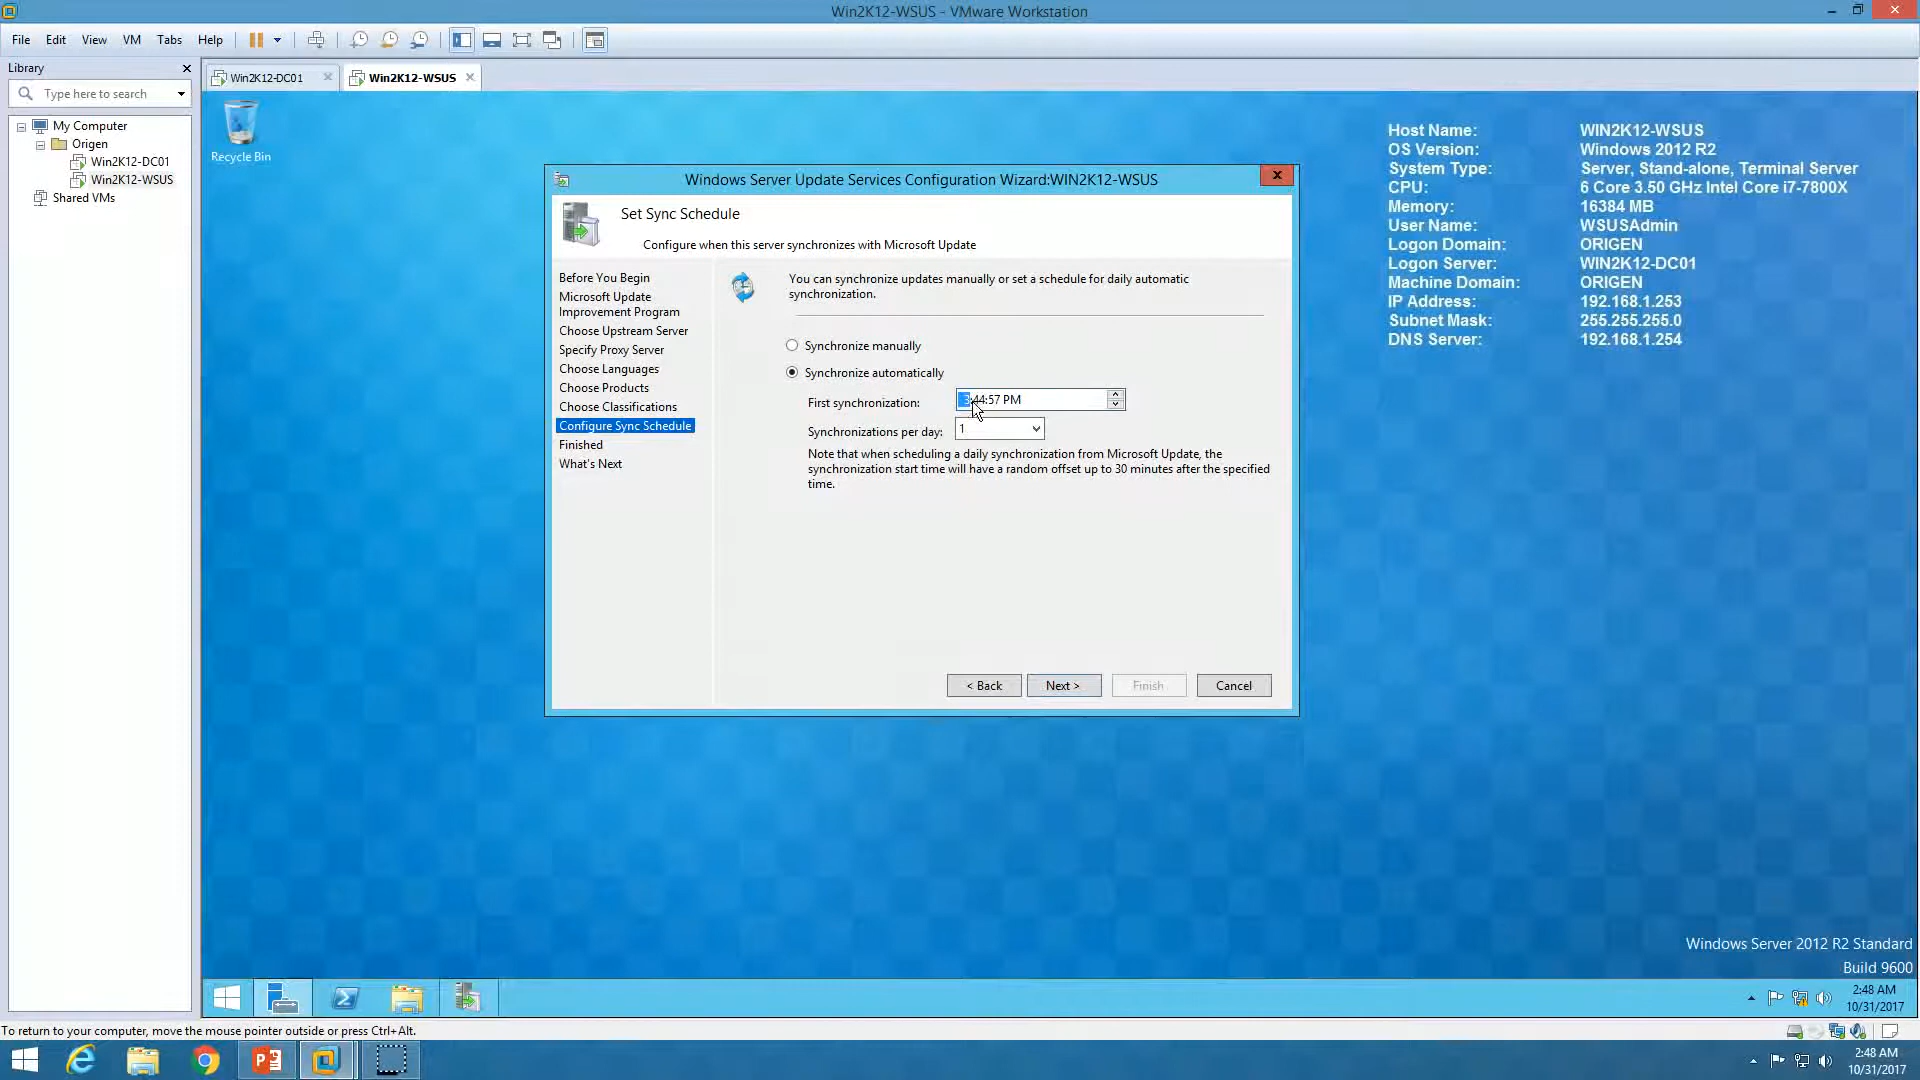 Win2K12-WSUS - VMware Workstation
File Edit View VM Tabs Help
Library
Type here to search
My Computer
Origen
Win2K12-DC01
Win2K12-WSUS
Shared VMs
Win2K12-DC01
Win2K12-WSUS
Recycle Bin
Host Name: WIN2K12-WSUS
OS Version: Windows 2012 R2
System Type: Server, Stand-alone, Terminal Server
CPU: 6 Core 3.50 GHz Intel Core i7-7800X
Memory: 16384 MB
User Name: WSUSAdmin
Logon Domain: ORIGEN
Logon Server: WIN2K12-DC01
Machine Domain: ORIGEN
IP Address: 192.168.1.253
Subnet Mask: 255.255.255.0
DNS Server: 192.168.1.254
Windows Server Update Services Configuration Wizard:WIN2K12-WSUS
Set Sync Schedule
Configure when this server synchronizes with Microsoft Update
Before You Begin
Microsoft Update
Improvement Program
Choose Upstream Server
Specify Proxy Server
Choose Languages
Choose Products
Choose Classifications
Configure Sync Schedule
Finished
What's Next
You can synchronize updates manually or set a schedule for daily automatic
synchronization.
Synchronize manually
Synchronize automatically
First synchronization: 3:44:57 PM
Synchronizations per day: 1
Note that when scheduling a daily synchronization from Microsoft Update, the
synchronization start time will have a random offset up to 30 minutes after the specified
time.
< Back Next > Finish Cancel
Windows Server 2012 R2 Standard
Build 9600
2:48 AM
10/31/2017
To return to your computer, move the mouse pointer outside or press Ctrl+Alt.
2:48 AM
10/31/2017